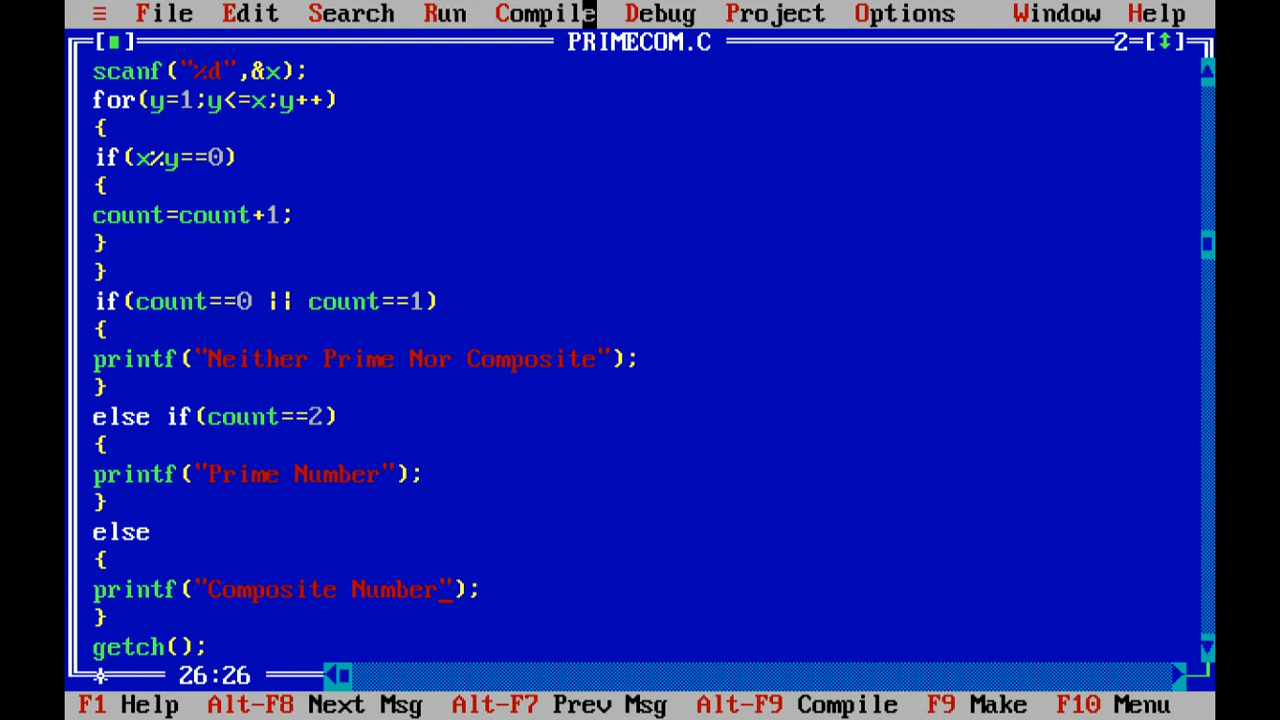 ≡ File Edit Search Run Compile Debug Project Options Window Help
[■] PRIMECOM.C 2=[↕]
scanf("%d",&x);
for(y=1;y<=x;y++)
{
if(x%y==0)
{
count=count+1;
}
}
if(count==0 || count==1)
{
printf("Neither Prime Nor Composite");
}
else if(count==2)
{
printf("Prime Number");
}
else
{
printf("Composite Number");
}
getch();
26:26
F1 Help Alt-F8 Next Msg Alt-F7 Prev Msg Alt-F9 Compile F9 Make F10 Menu